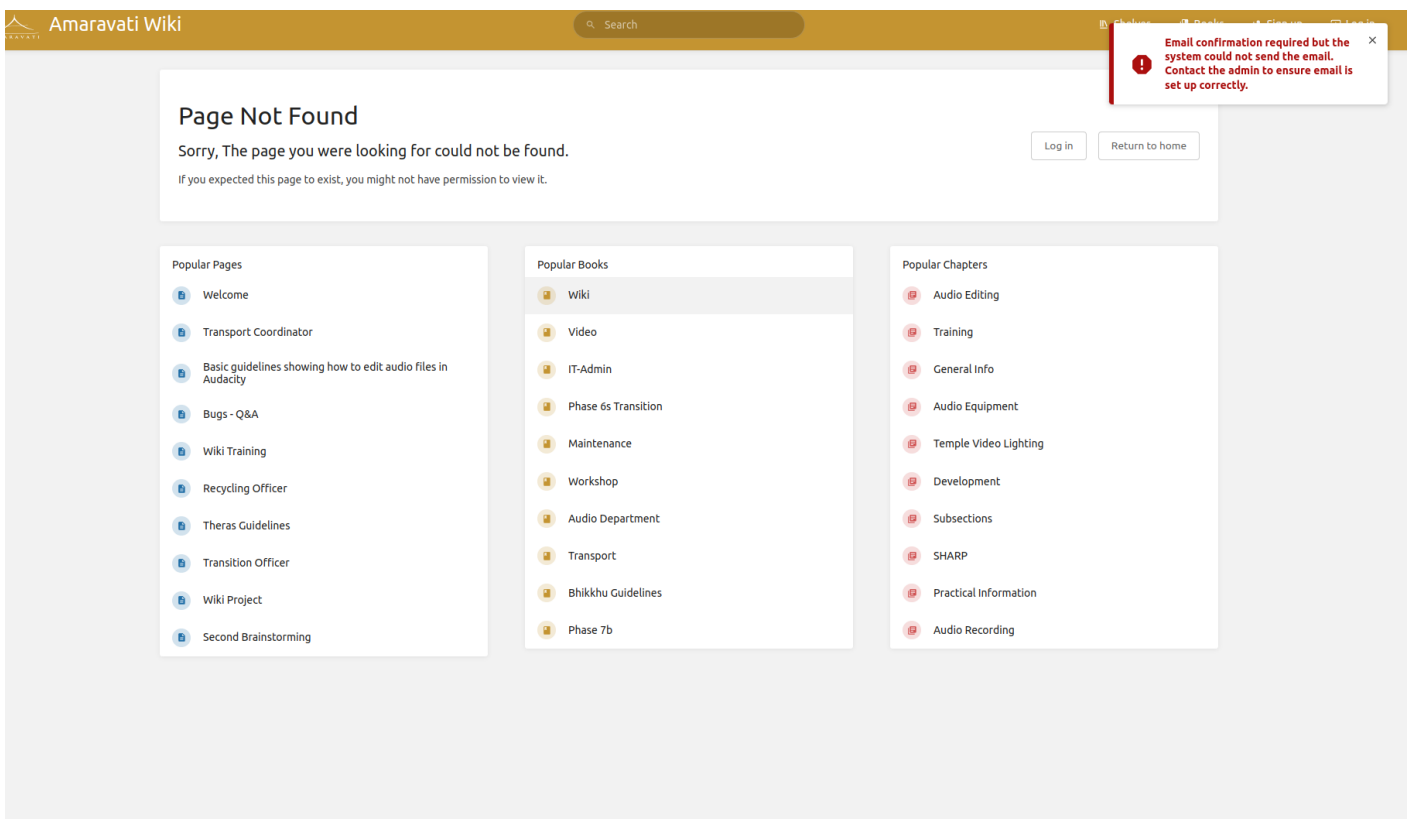 Amaravati Wiki
Search
Books
Sign up
Log in
Email confirmation required but the
system could not send the email.
Contact the admin to ensure email is
set up correctly.
Page Not Found
Sorry, The page you were looking for could not be found.
If you expected this page to exist, you might not have permission to view it.
Log in
Return to home
Popular Pages
Welcome
Transport Coordinator
Basic guidelines showing how to edit audio files in
Audacity
Bugs - Q&A
Wiki Training
Recycling Officer
Theras Guidelines
Transition Officer
Wiki Project
Second Brainstorming
Popular Books
Wiki
Video
IT-Admin
Phase 6s Transition
Maintenance
Workshop
Audio Department
Transport
Bhikkhu Guidelines
Phase 7b
Popular Chapters
Audio Editing
Training
General Info
Audio Equipment
Temple Video Lighting
Development
Subsections
SHARP
Practical Information
Audio Recording